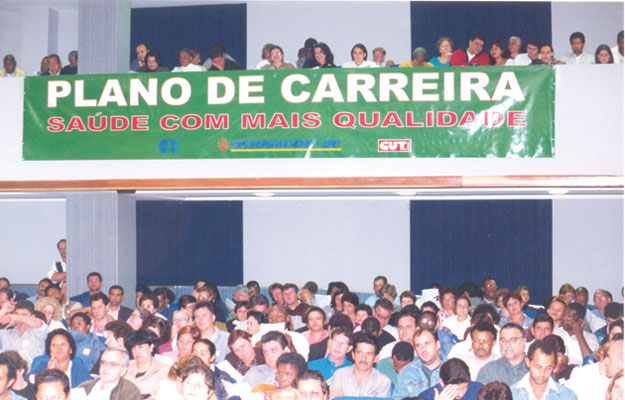 PLANO DE CARREIRA
SAÚDE COM MAIS QUALIDADE
CUT